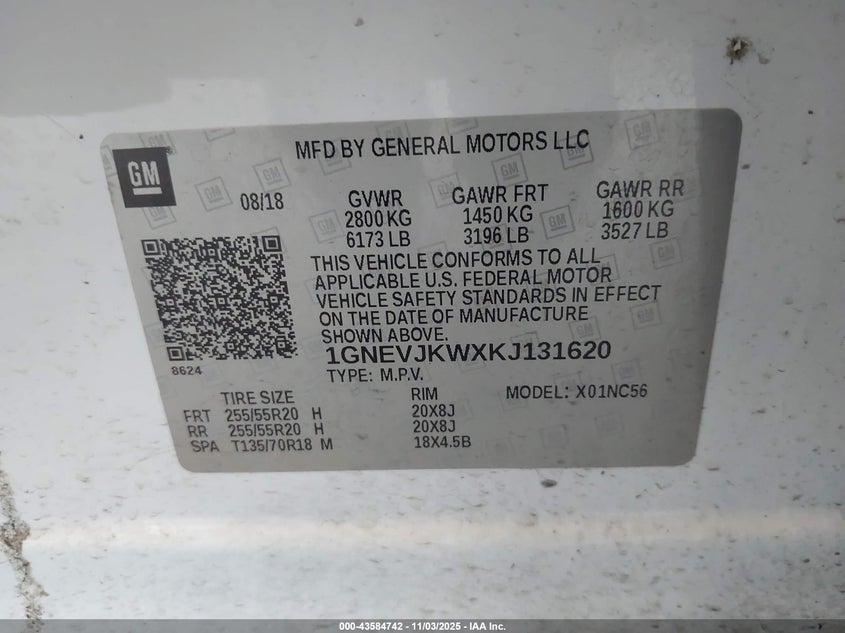 MFD BY GENERAL MOTORS LLC
GM
08/18
GVWR GAWR FRT GAWR RR
2800 KG 1450 KG 1600 KG
6173 LB 3196 LB 3527 LB
THIS VEHICLE CONFORMS TO ALL
APPLICABLE U.S. FEDERAL MOTOR
VEHICLE SAFETY STANDARDS IN EFFECT
ON THE DATE OF MANUFACTURE
SHOWN ABOVE.
8624
1GNEVJKWXKJ131620
TYPE: M.P.V.
TIRE SIZE RIM MODEL: X01NC56
FRT 255/55R20 H 20X8J
RR 255/55R20 H 20X8J
SPA T135/70R18 M 18X4.5B
000-43584742 - 11/03/2025 - IAA Inc.